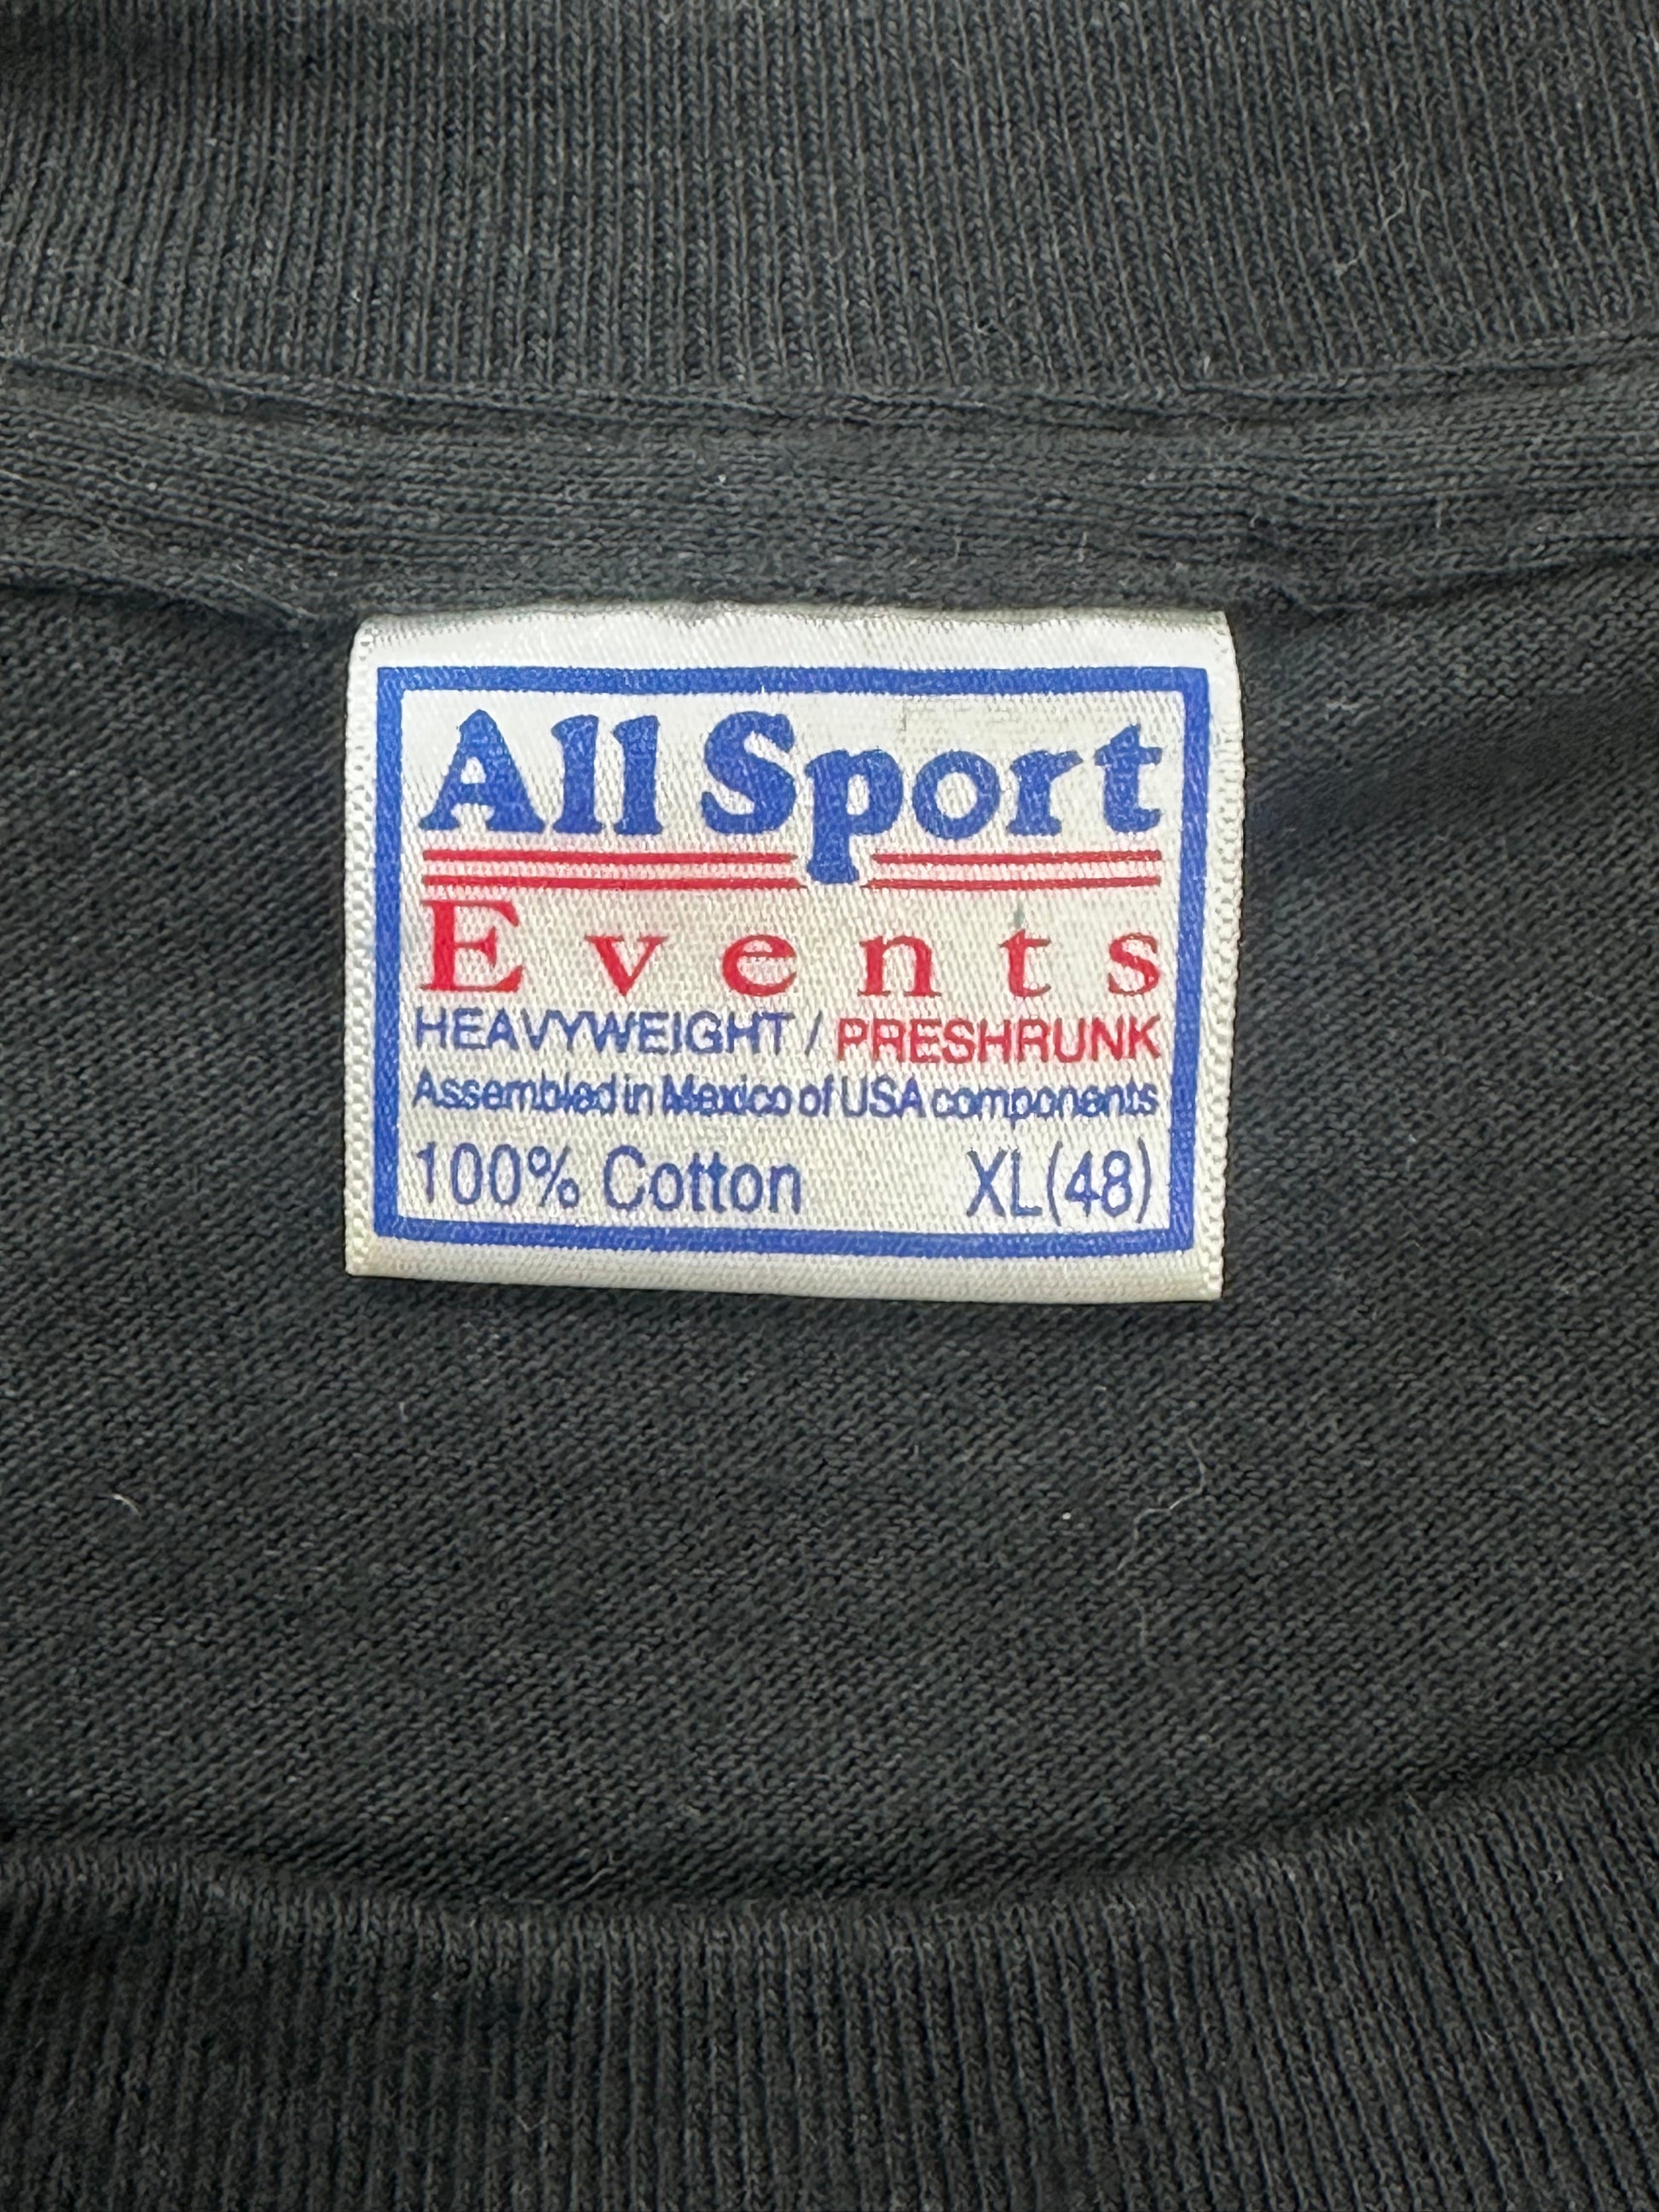 All Sport
Events
HEAVYWEIGHT / PRESHRUNK
Assembled in Mexico of USA components
100% Cotton XL(48)